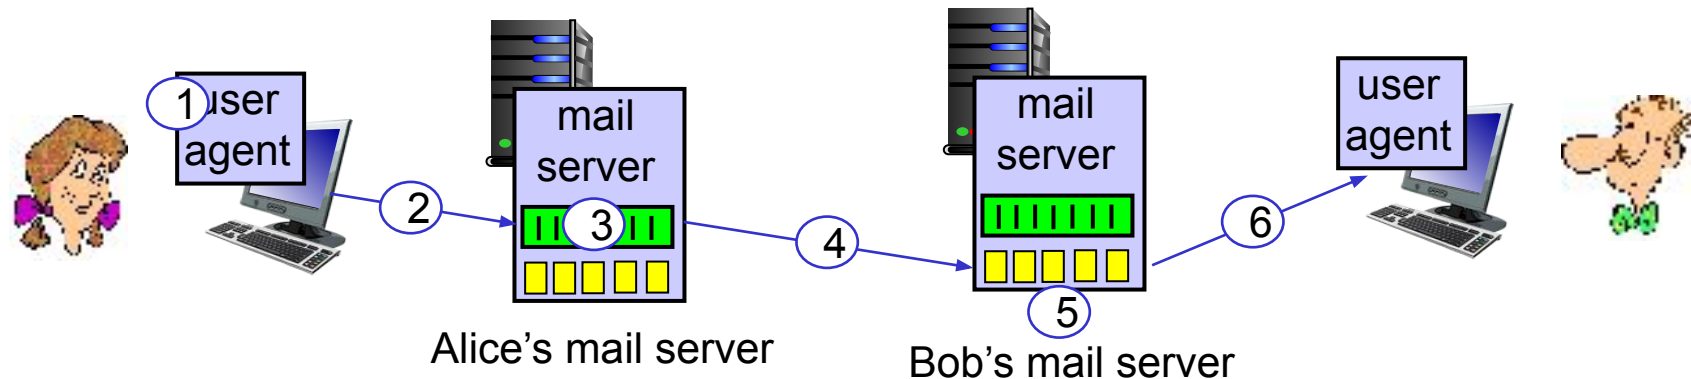 1
user
agent
2
mail
server
3
Alice's mail server
4
mail
server
5
Bob's mail server
6
user
agent